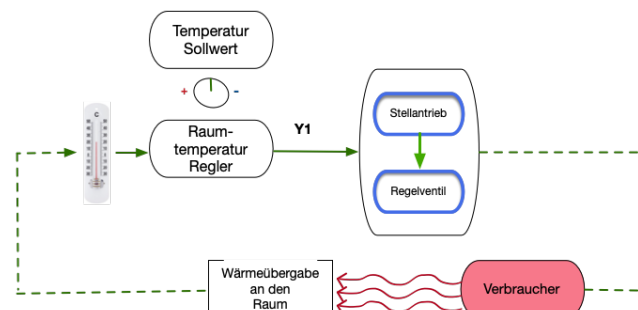 Temperatur
Sollwert
+ -
C
Raum-
temperatur
Regler
Y1
Stellantrieb
Regelventil
Wärmeübergabe
an den
Raum
Verbraucher